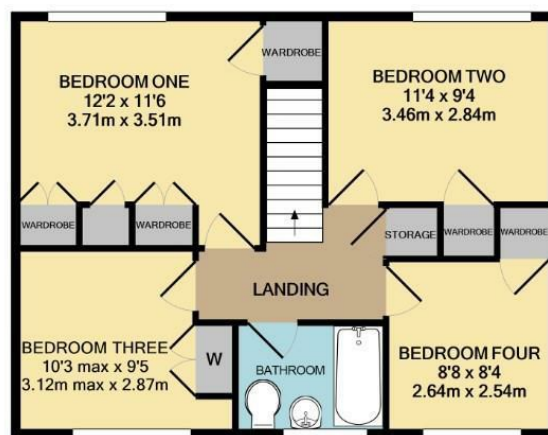 WARDROBE
BEDROOM ONE
12'2 x 11'6
3.71m x 3.51m
BEDROOM TWO
11'4 x 9'4
3.46m x 2.84m
WARDROBE
WARDROBE
STORAGE
WARDROBE
WARDROBE
LANDING
BEDROOM THREE
10'3 max x 9'5
3.12m max x 2.87m
W
BATHROOM
BEDROOM FOUR
8'8 x 8'4
2.64m x 2.54m